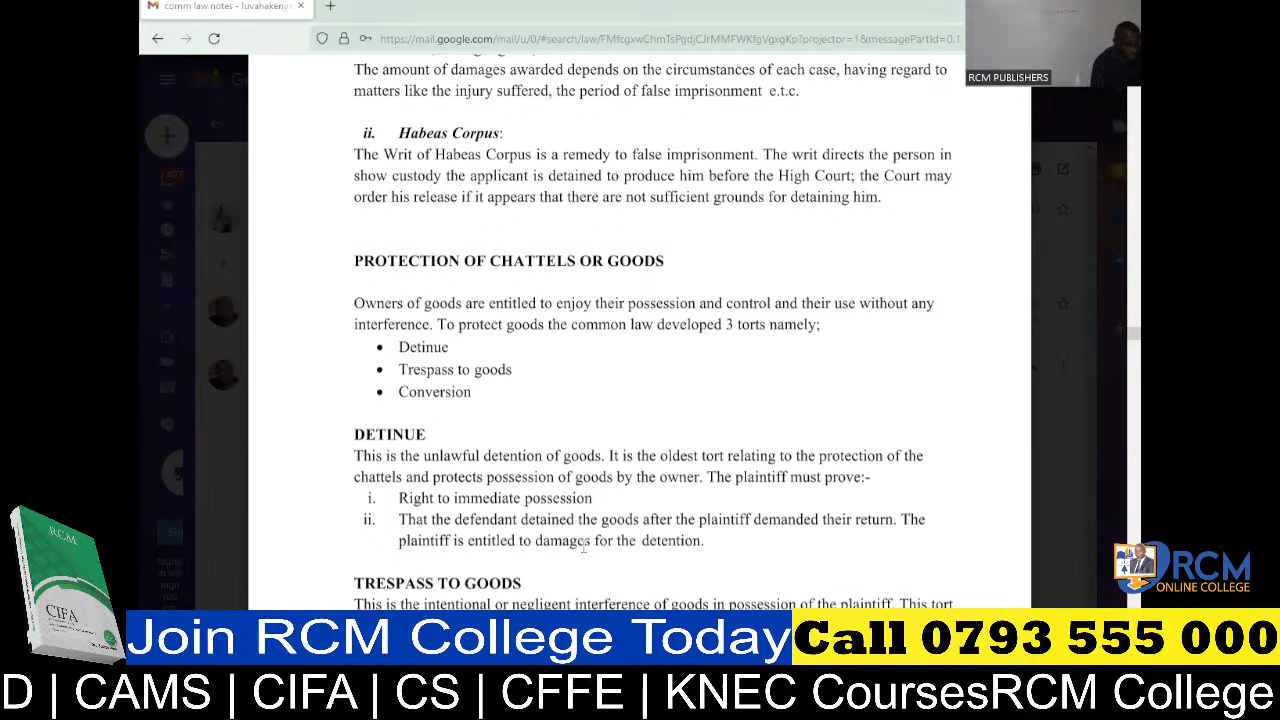 comm law notes - luvahakeny
https://mail.google.com/mail/u/0/#search/law/FMfcgxwChmTsPgdjCJrMMFWKfgVgxgKp?projector=1&messagePartId=0.1
RCM PUBLISHERS
The amount of damages awarded depends on the circumstances of each case, having regard to
matters like the injury suffered, the period of false imprisonment e.t.c.
ii. Habeas Corpus:
The Writ of Habeas Corpus is a remedy to false imprisonment. The writ directs the person in
show custody the applicant is detained to produce him before the High Court; the Court may
order his release if it appears that there are not sufficient grounds for detaining him.
PROTECTION OF CHATTELS OR GOODS
Owners of goods are entitled to enjoy their possession and control and their use without any
interference. To protect goods the common law developed 3 torts namely;
• Detinue
• Trespass to goods
• Conversion
DETINUE
This is the unlawful detention of goods. It is the oldest tort relating to the protection of the
chattels and protects possession of goods by the owner. The plaintiff must prove:-
i. Right to immediate possession
ii. That the defendant detained the goods after the plaintiff demanded their return. The
plaintiff is entitled to damages for the detention.
TRESPASS TO GOODS
This is the intentional or negligent interference of goods in possession of the plaintiff. This tort
RCM
CIFA
RCM
ONLINE COLLEGE
Join RCM College Today
Call 0793 555 000
D | CAMS | CIFA | CS | CFFE | KNEC CoursesRCM College